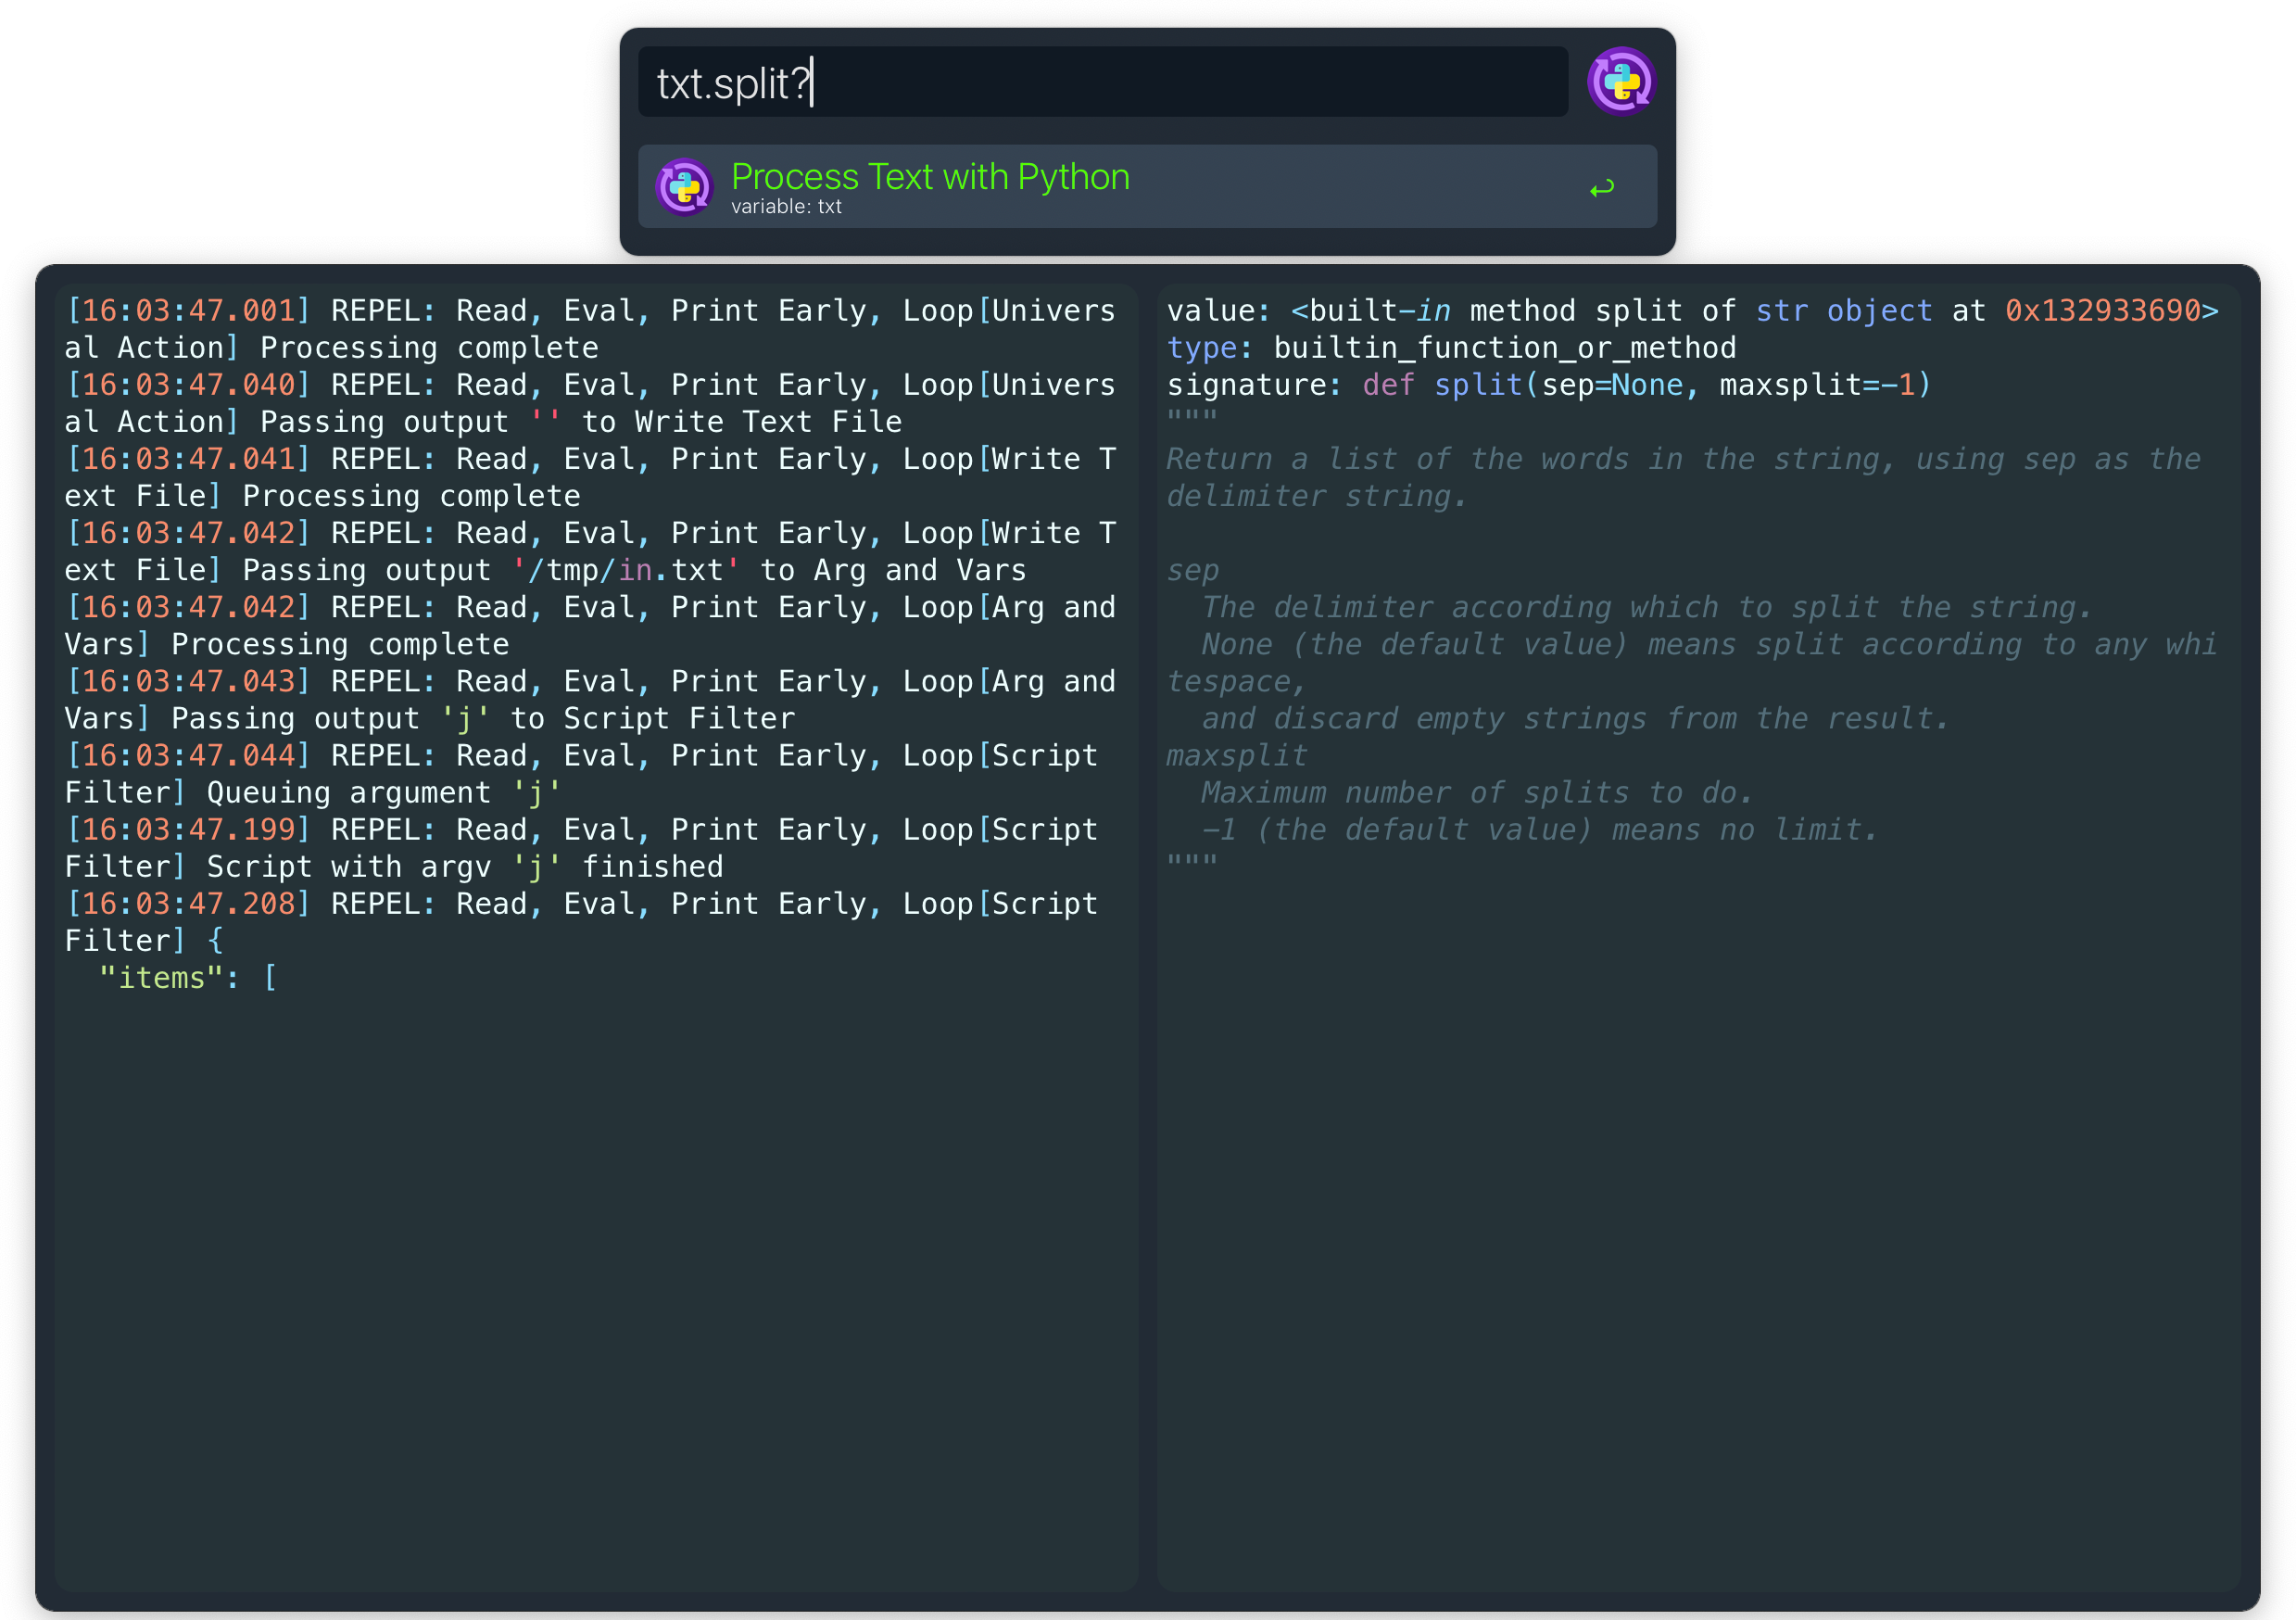 txt.split?
Process Text with Python
variable: txt
[16:03:47.001] REPEL: Read, Eval, Print Early, Loop[Univers
al Action] Processing complete
[16:03:47.040] REPEL: Read, Eval, Print Early, Loop[Univers
al Action] Passing output '' to Write Text File
[16:03:47.041] REPEL: Read, Eval, Print Early, Loop[Write T
ext File] Processing complete
[16:03:47.042] REPEL: Read, Eval, Print Early, Loop[Write T
ext File] Passing output '/tmp/in.txt' to Arg and Vars
[16:03:47.042] REPEL: Read, Eval, Print Early, Loop[Arg and
Vars] Processing complete
[16:03:47.043] REPEL: Read, Eval, Print Early, Loop[Arg and
Vars] Passing output 'j' to Script Filter
[16:03:47.044] REPEL: Read, Eval, Print Early, Loop[Script
Filter] Queuing argument 'j'
[16:03:47.199] REPEL: Read, Eval, Print Early, Loop[Script
Filter] Script with argv 'j' finished
[16:03:47.208] REPEL: Read, Eval, Print Early, Loop[Script
Filter] {
  "items": [
value: <built-in method split of str object at 0x132933690>
type: builtin_function_or_method
signature: def split(sep=None, maxsplit=-1)
"""
Return a list of the words in the string, using sep as the
delimiter string.

sep
  The delimiter according which to split the string.
  None (the default value) means split according to any whi
tespace,
  and discard empty strings from the result.
maxsplit
  Maximum number of splits to do.
  -1 (the default value) means no limit.
"""